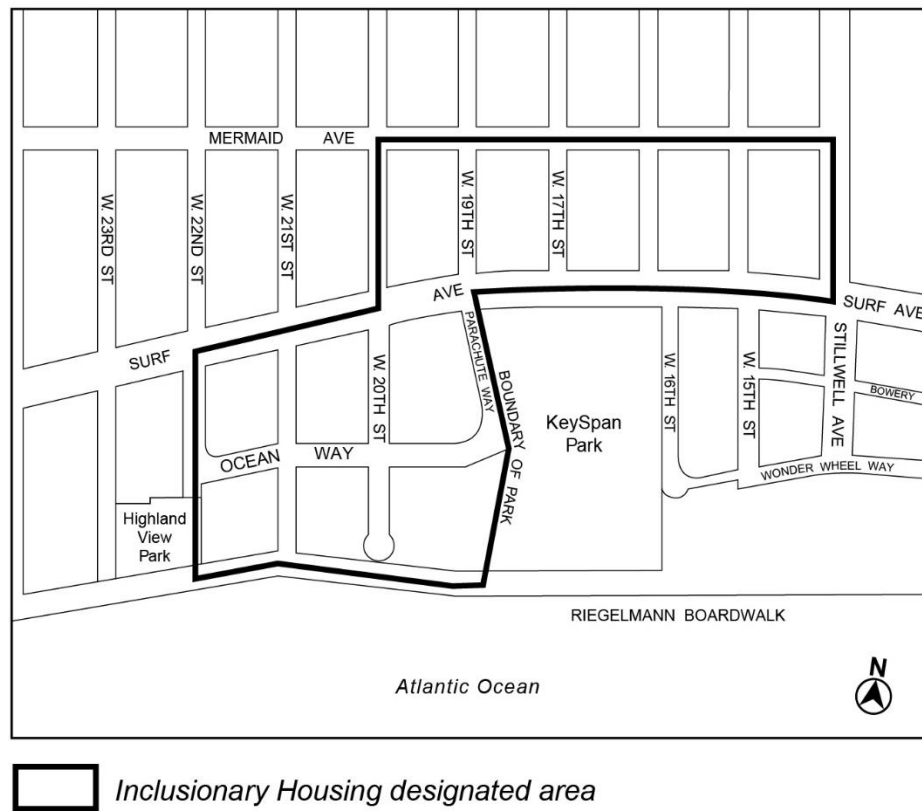 MERMAID AVE
W. 23RD ST
W. 22ND ST
W. 21ST ST
W. 19TH ST
W. 17TH ST
SURF AVE
SURF AVE
PARACHUTE WAY
W. 20TH ST
BOUNDARY OF PARK
KeySpan
Park
W. 16TH ST
W. 15TH ST
STILLWELL AVE
BOWERY
WONDER WHEEL WAY
OCEAN WAY
Highland
View
Park
RIEGELMANN BOARDWALK
Atlantic Ocean
N
Inclusionary Housing designated area